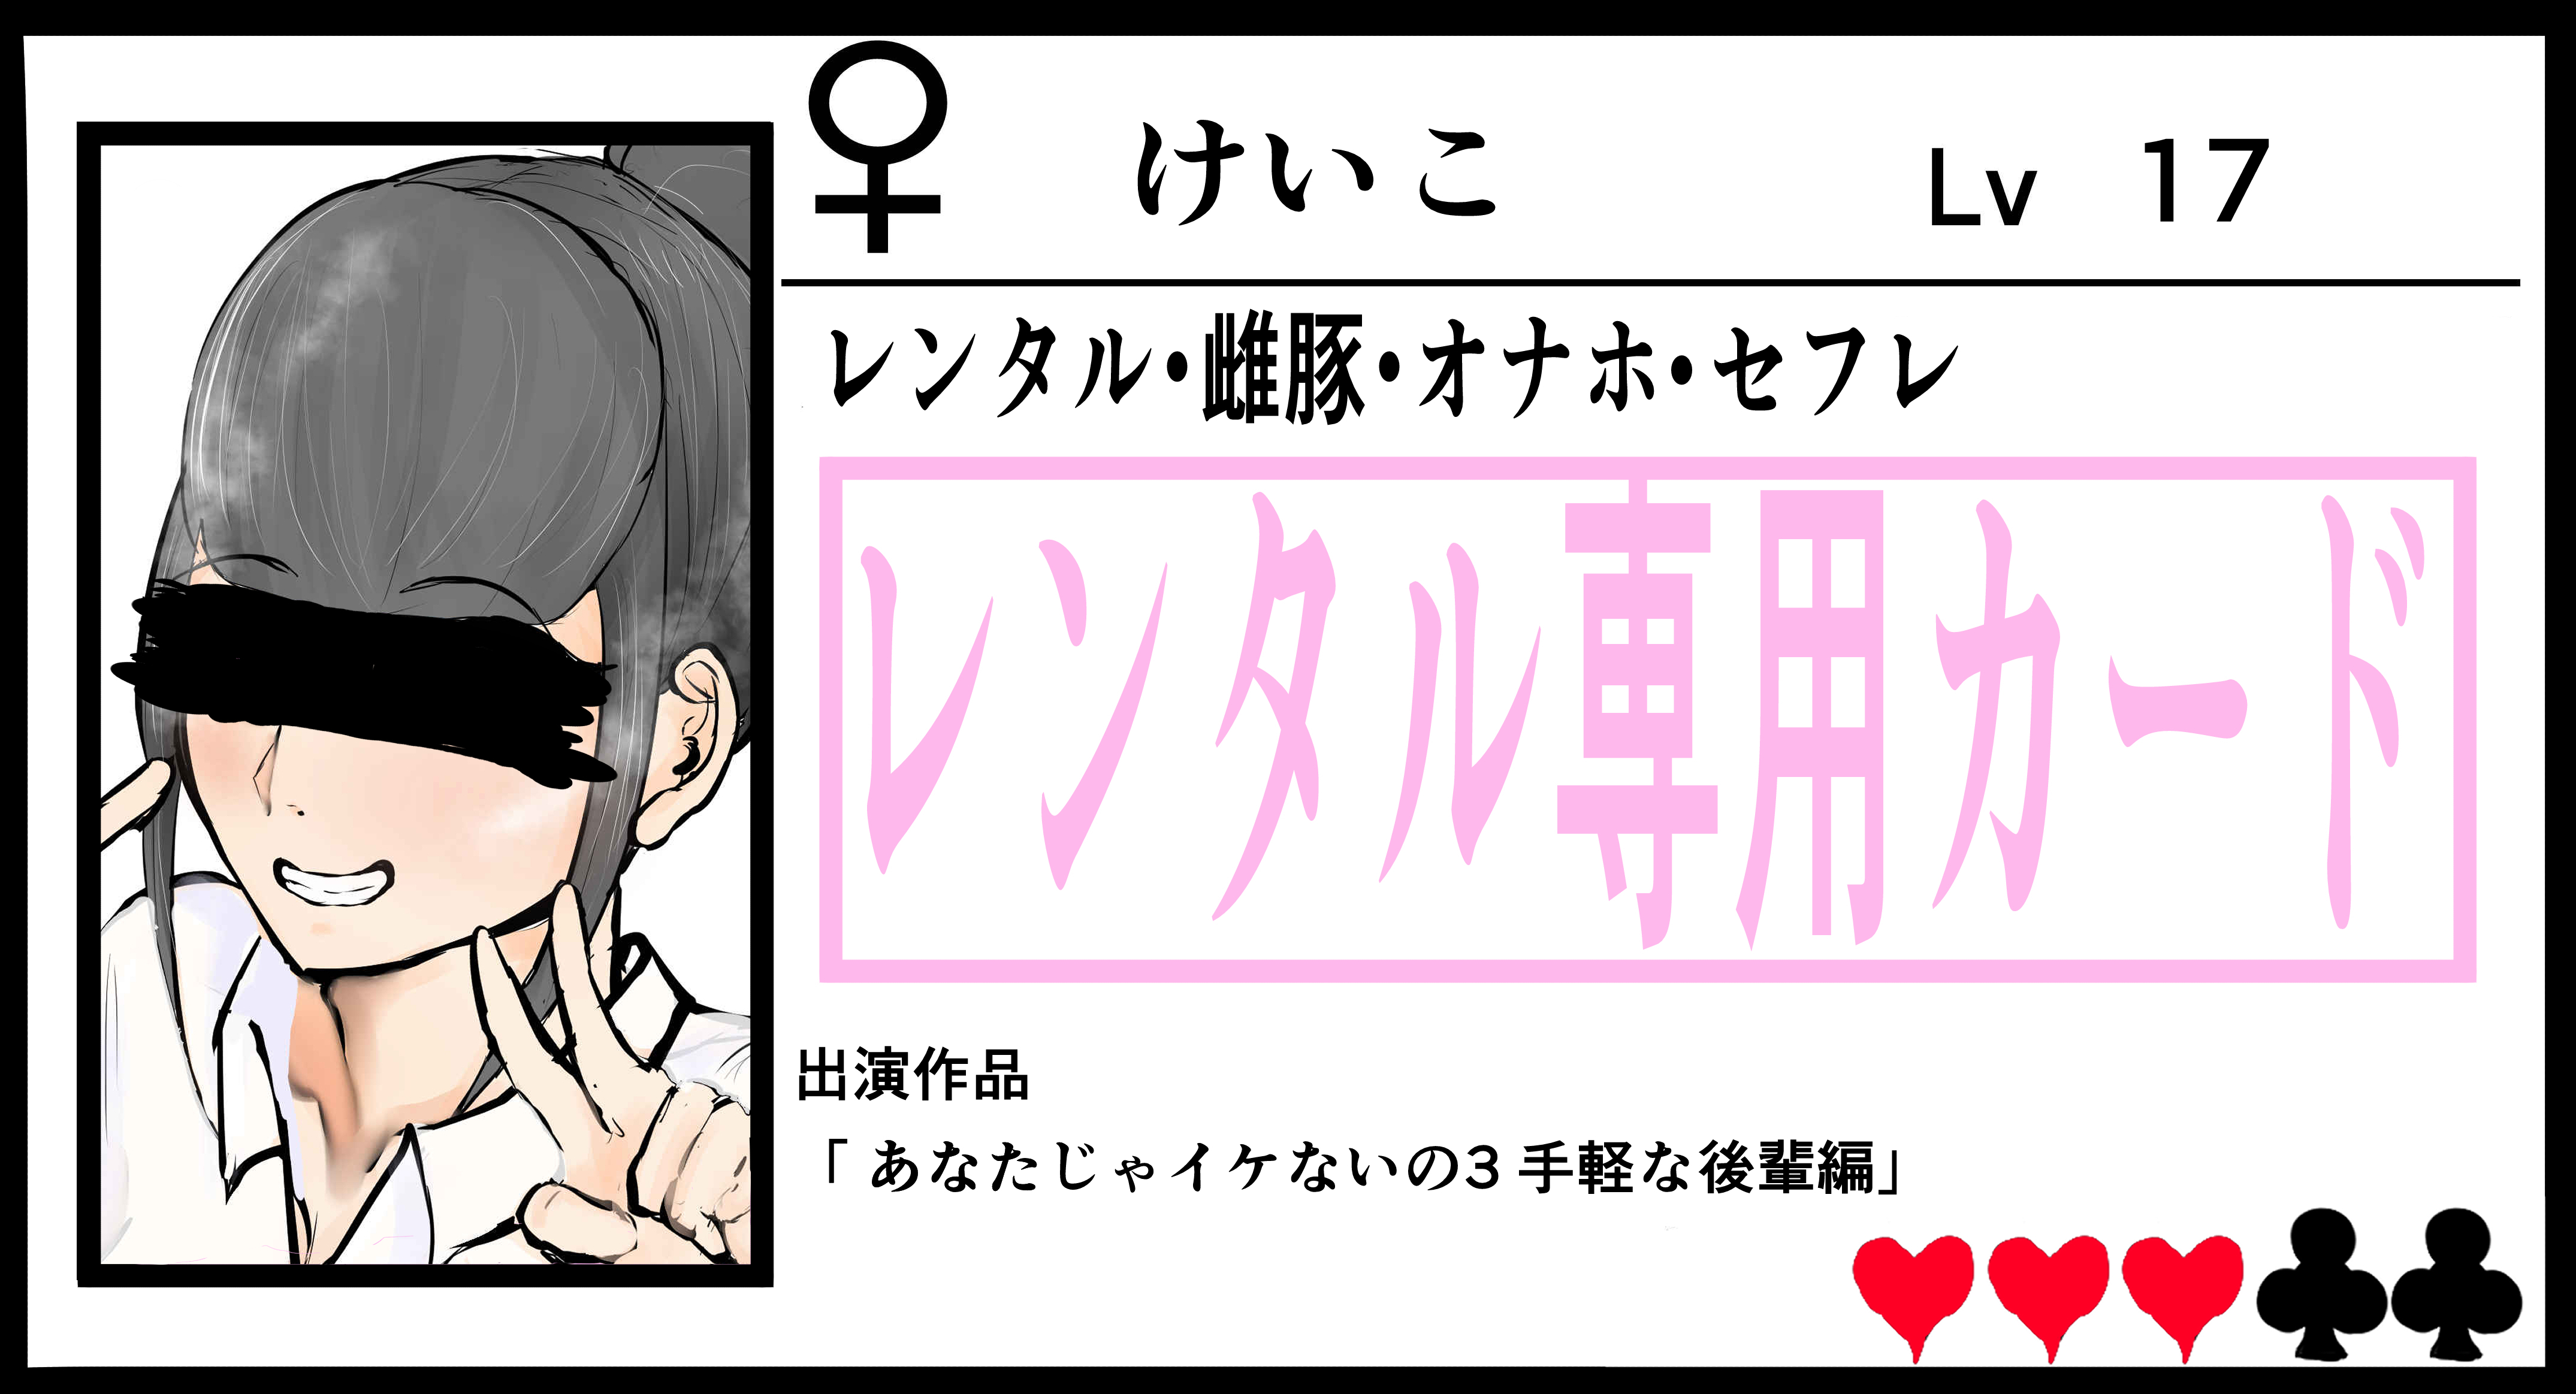 ♀ けいこ Lv 17
レンタル・雌豚・オナホ・セフレ
レンタル専用カード
出演作品
「あなたじゃイケないの3 手軽な後輩編」